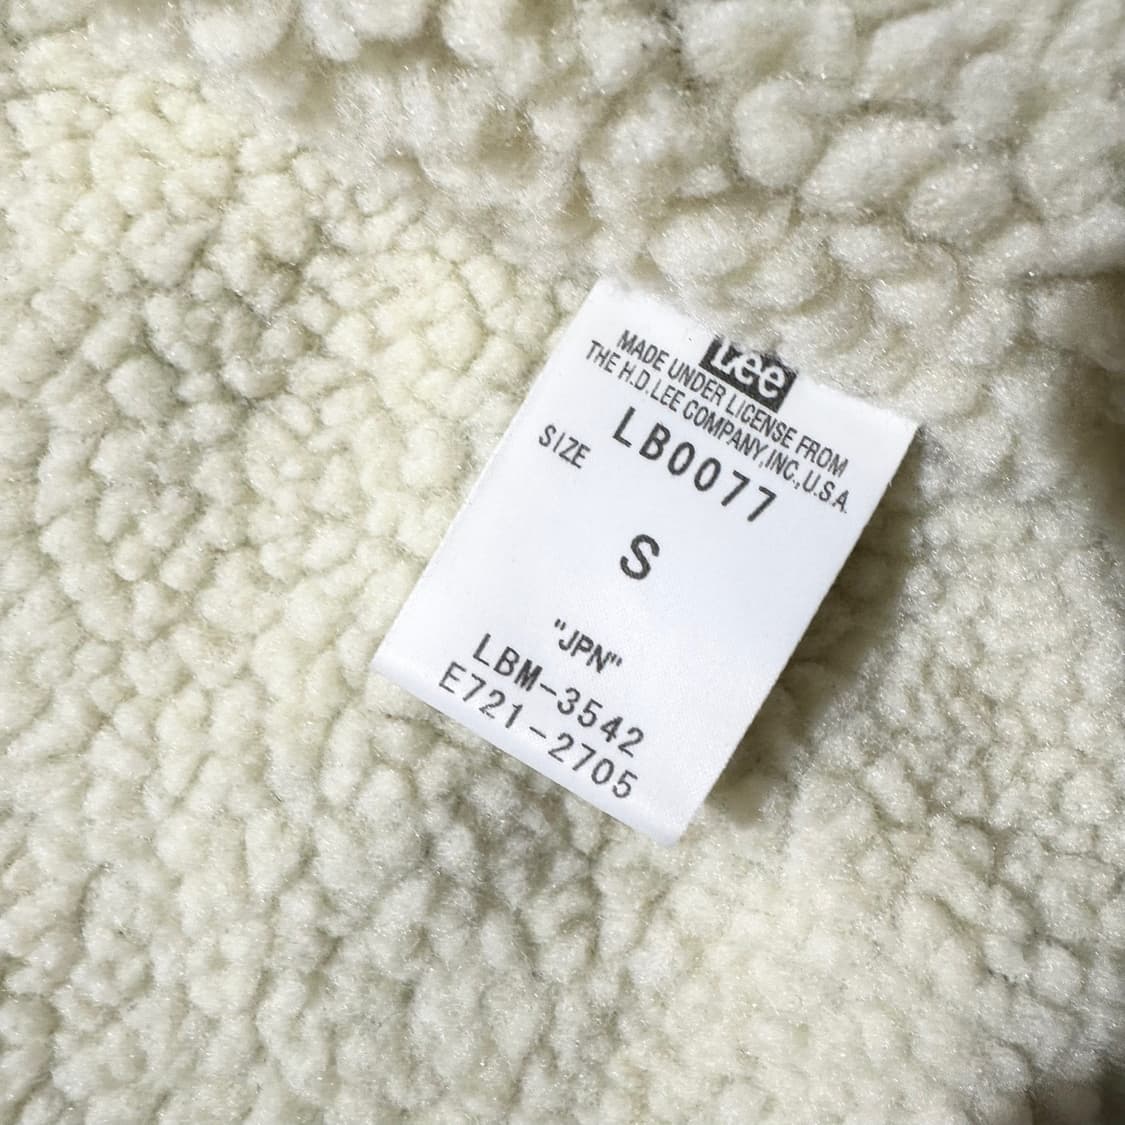 Lee
MADE UNDER LICENSE FROM
THE H.D.LEE COMPANY,INC.,U.S.A.
LB0077
SIZE
S
"JPN"
LBM-3542
E721-2705